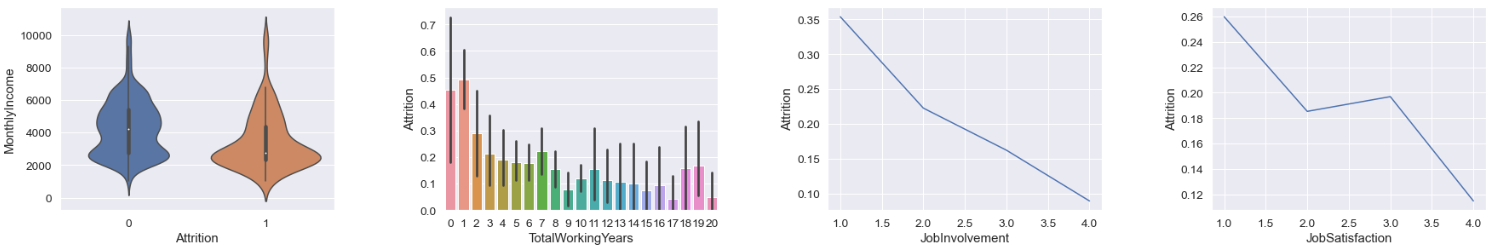 MonthlyIncome
10000
8000
6000
4000
2000
0
0 1
Attrition
Attrition
0.7
0.6
0.5
0.4
0.3
0.2
0.1
0.0
0 1 2 3 4 5 6 7 8 9 10 11 12 13 14 15 16 17 18 19 20
TotalWorkingYears
Attrition
0.35
0.30
0.25
0.20
0.15
0.10
1.0 1.5 2.0 2.5 3.0 3.5 4.0
JobInvolvement
Attrition
0.26
0.24
0.22
0.20
0.18
0.16
0.14
0.12
1.0 1.5 2.0 2.5 3.0 3.5 4.0
JobSatisfaction